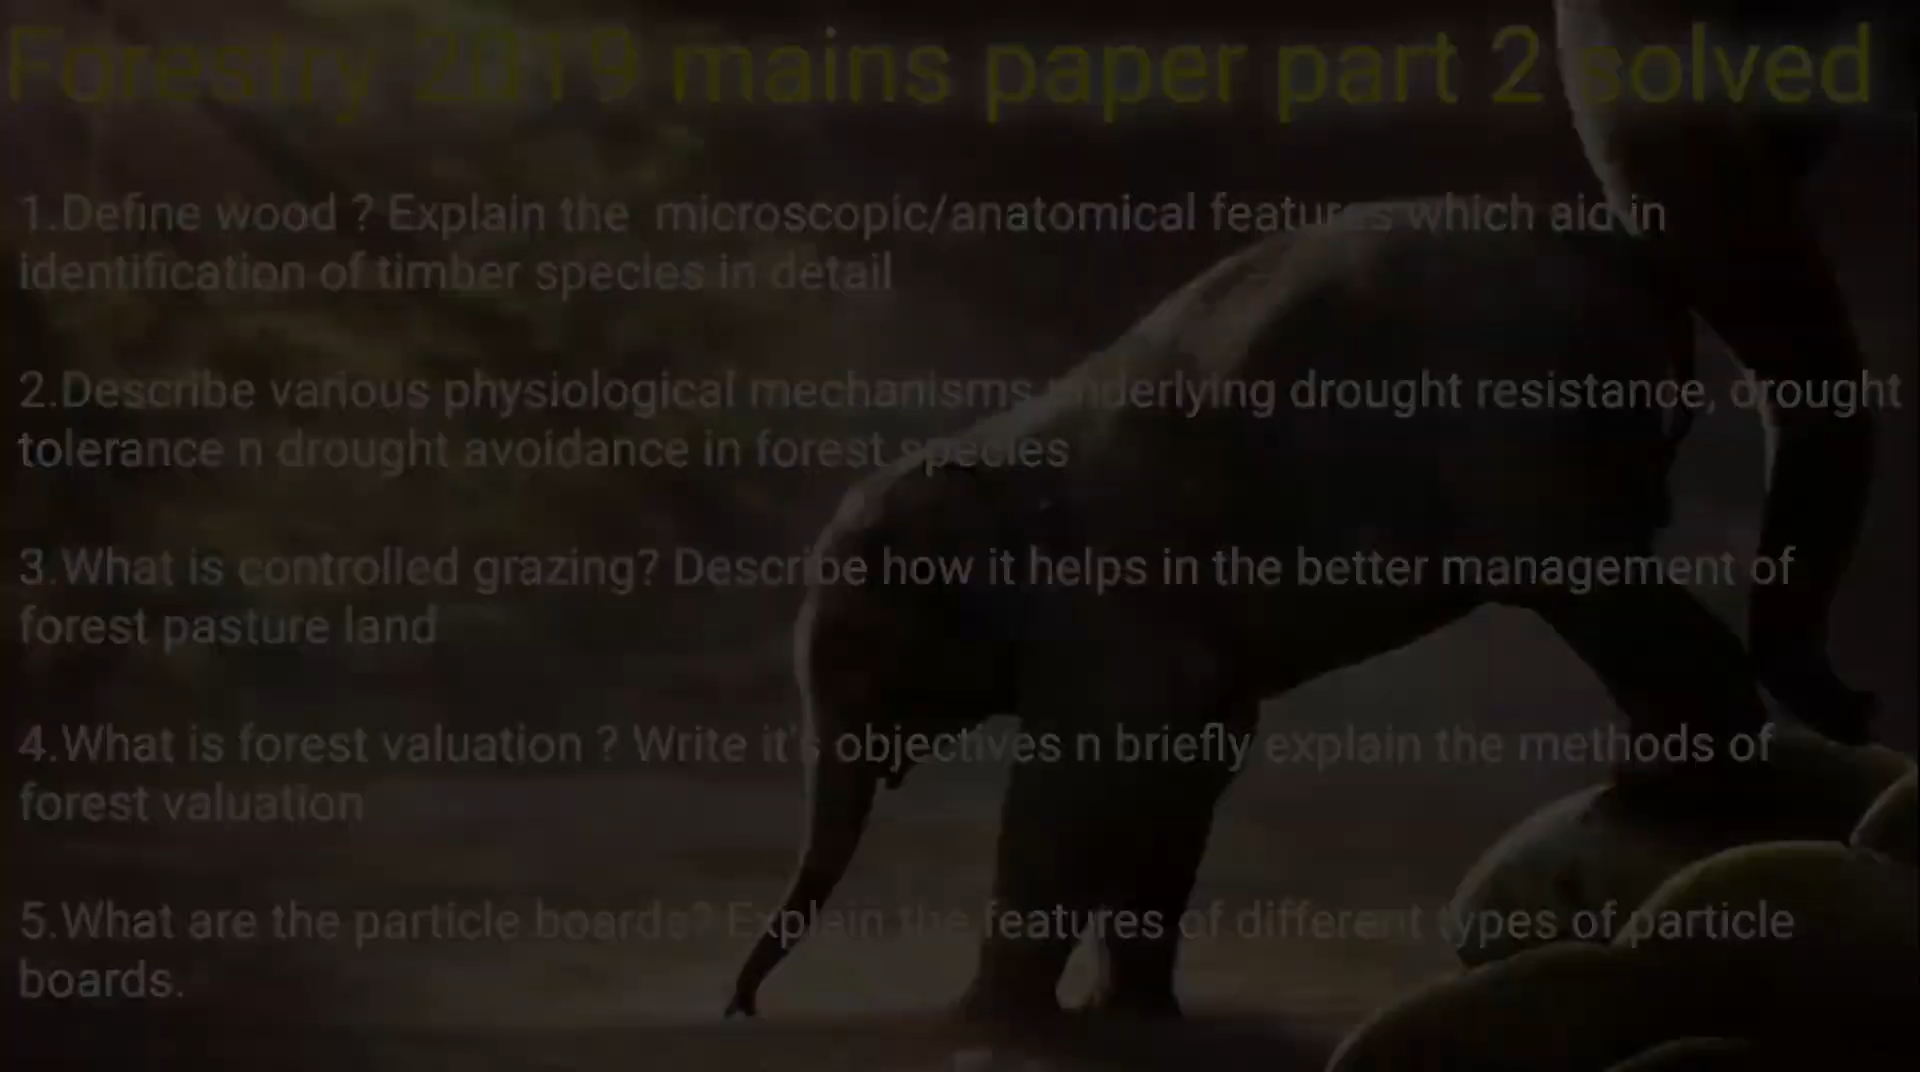 Forestry 2019 mains paper part 2 solved
1.Define wood ? Explain the microscopic/anatomical features which aid in
identification of timber species in detail
2.Describe various physiological mechanisms underlying drought resistance, drought
tolerance n drought avoidance in forest species
3.What is controlled grazing? Describe how it helps in the better management of
forest pasture land
4.What is forest valuation ? Write it's objectives n briefly explain the methods of
forest valuation
5.What are the particle boards? Explain the features of different types of particle
boards.